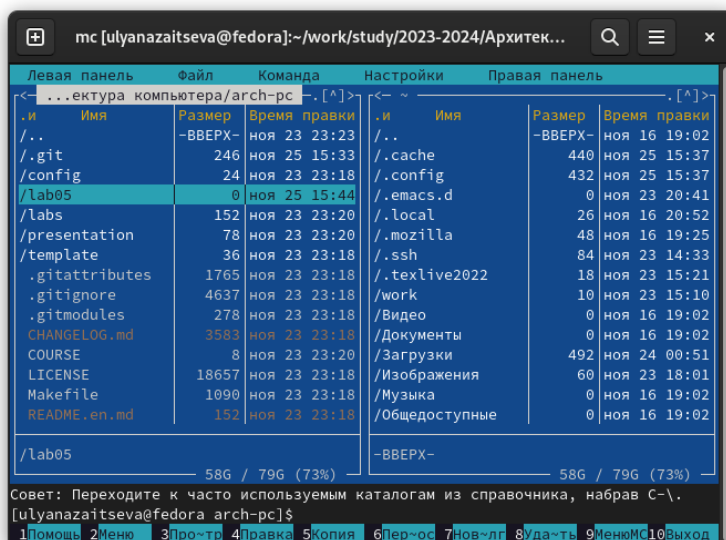 mc [ulyanazaitseva@fedora]:~/work/study/2023-2024/Архитек...
Левая панель Файл Команда Настройки Правая панель
<— ...ектура компьютера/arch-pc —.[^]> <— ~ —.[^]>
.и Имя Размер Время правки .и Имя Размер Время правки
/.. -ВВЕРХ- ноя 23 23:23 /.. -ВВЕРХ- ноя 16 19:02
/.git 246 ноя 25 15:33 /.cache 440 ноя 25 15:37
/config 24 ноя 23 23:18 /.config 432 ноя 25 15:37
/lab05 0 ноя 25 15:44 /.emacs.d 0 ноя 23 20:41
/labs 152 ноя 23 23:20 /.local 26 ноя 16 20:52
/presentation 78 ноя 23 23:20 /.mozilla 48 ноя 16 19:25
/template 36 ноя 23 23:18 /.ssh 84 ноя 23 14:33
.gitattributes 1765 ноя 23 23:18 /.texlive2022 18 ноя 23 15:21
.gitignore 4637 ноя 23 23:18 /work 10 ноя 23 15:10
.gitmodules 278 ноя 23 23:18 /Видео 0 ноя 16 19:02
CHANGELOG.md 3583 ноя 23 23:18 /Документы 0 ноя 16 19:02
COURSE 8 ноя 23 23:20 /Загрузки 492 ноя 24 00:51
LICENSE 18657 ноя 23 23:18 /Изображения 60 ноя 23 18:01
Makefile 1090 ноя 23 23:18 /Музыка 0 ноя 16 19:02
README.en.md 152 ноя 23 23:18 /Общедоступные 0 ноя 16 19:02
/lab05 -ВВЕРХ-
58G / 79G (73%) 58G / 79G (73%)
Совет: Переходите к часто используемым каталогам из справочника, набрав C-\.
[ulyanazaitseva@fedora arch-pc]$
1Помощь 2Меню 3Про~тр 4Правка 5Копия 6Пер~ос 7Нов~лг 8Уда~ть 9МенюMC 10Выход